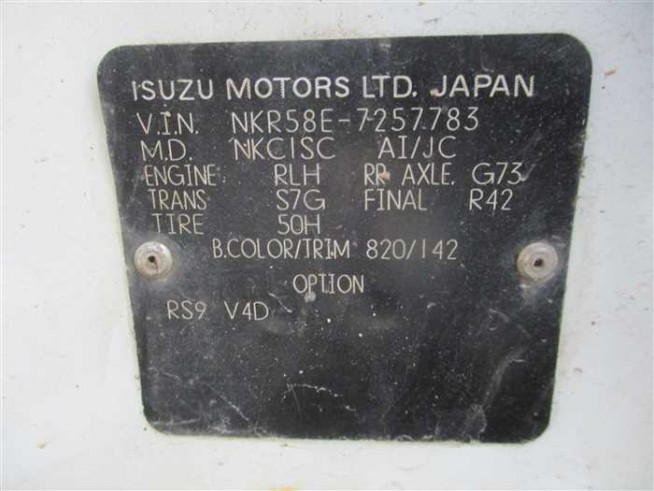 ISUZU MOTORS LTD. JAPAN
V.I.N. NKR58E-7257783
M.D. NKCISC AI/JC
ENGINE RLH RR AXLE. G73
TRANS S7G FINAL R42
TIRE 50H
B.COLOR/TRIM 820/142
OPTION
RS9 V4D